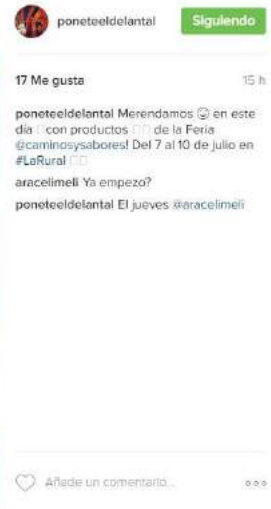 poneteeldelantal
Siguiendo
17 Me gusta
15 h
poneteeldelantal Merendamos 😋 en este
día con productos de la Feria
@caminosysabores! Del 7 al 10 de julio en
#LaRural
aracelimeli Ya empezo?
poneteeldelantal El jueves @aracelimeli
Añade un comentario...